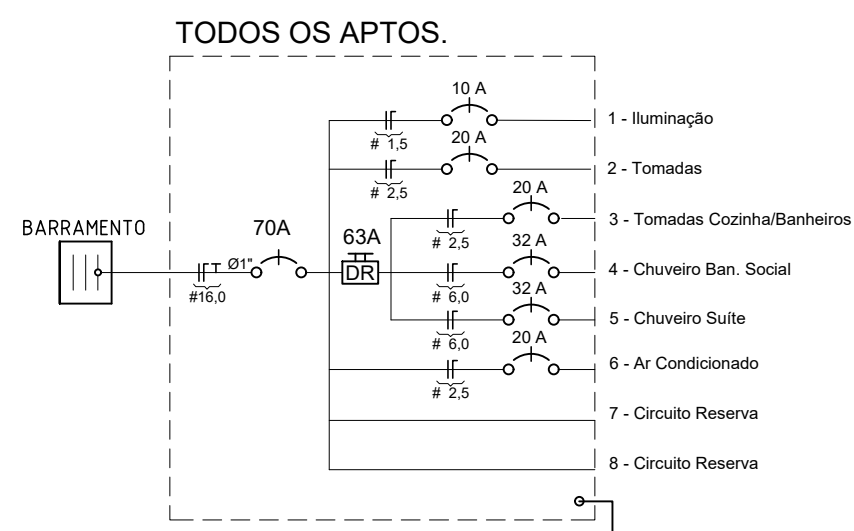 TODOS OS APTOS.
10 A
# 1,5
1 - Iluminação
20 A
# 2,5
2 - Tomadas
20 A
# 2,5
3 - Tomadas Cozinha/Banheiros
BARRAMENTO
70A
63A
32 A
Ø1"
DR
#16,0
# 6,0
4 - Chuveiro Ban. Social
32 A
# 6,0
5 - Chuveiro Suíte
20 A
# 2,5
6 - Ar Condicionado
7 - Circuito Reserva
8 - Circuito Reserva